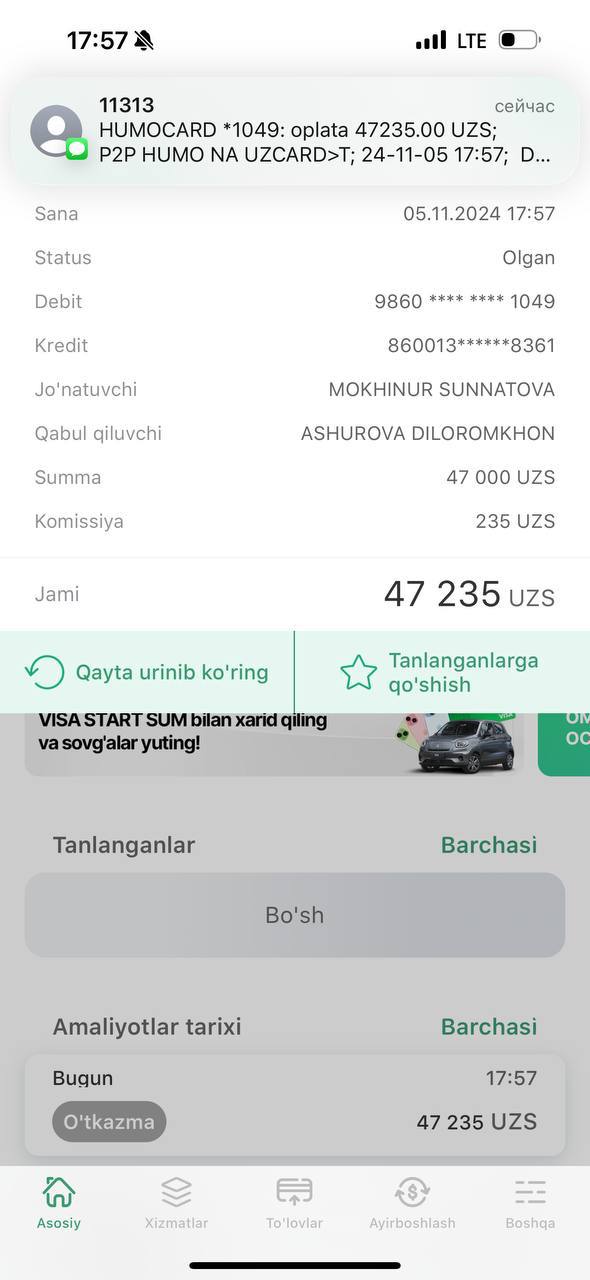 17:57
LTE
11313
сейчас
HUMOCARD *1049: oplata 47235.00 UZS;
P2P HUMO NA UZCARD>T; 24-11-05 17:57; D...
Sana 05.11.2024 17:57
Status Olgan
Debit 9860 **** **** 1049
Kredit 860013******8361
Jo'natuvchi MOKHINUR SUNNATOVA
Qabul qiluvchi ASHUROVA DILOROMKHON
Summa 47 000 UZS
Komissiya 235 UZS
Jami 47 235 UZS
Qayta urinib ko'ring
Tanlanganlarga
qo'shish
VISA START SUM bilan xarid qiling
va sovg'alar yuting!
VISA
Tanlanganlar Barchasi
Bo'sh
Amaliyotlar tarixi Barchasi
Bugun 17:57
O'tkazma 47 235 UZS
Asosiy Xizmatlar To'lovlar Ayirboshlash Boshqa